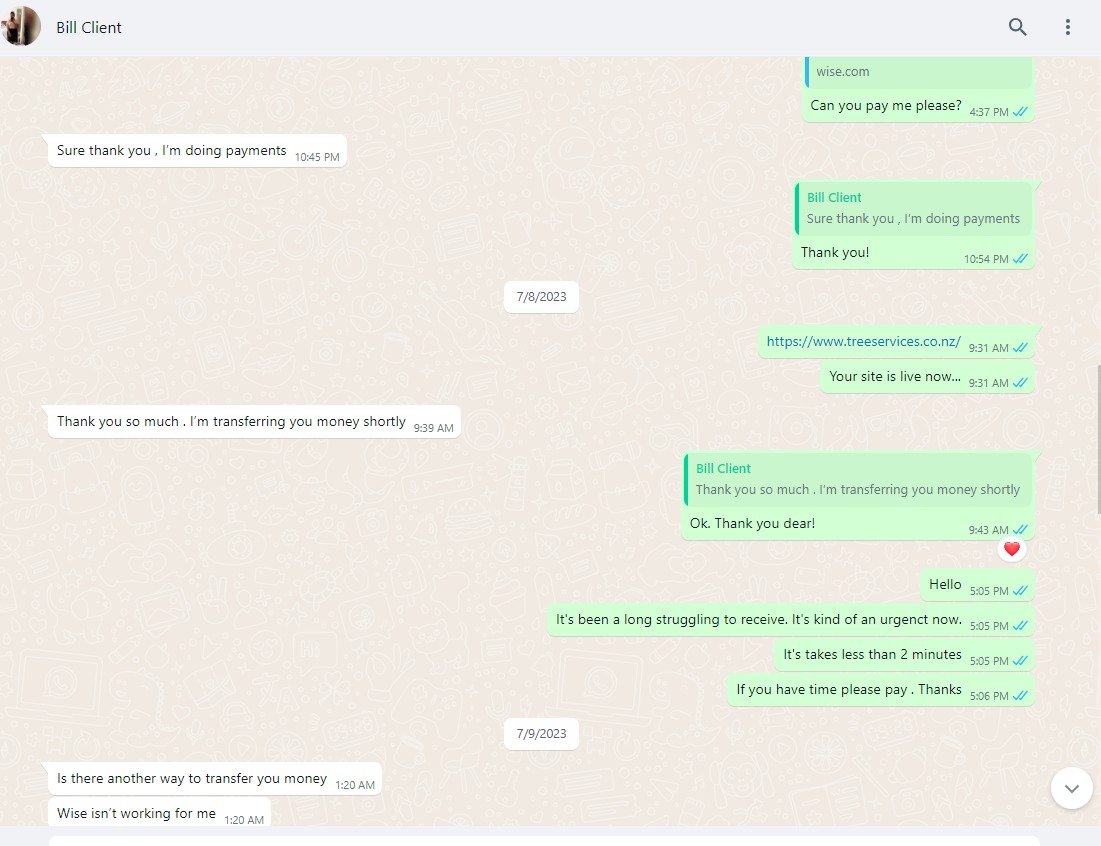 Bill Client
wise.com
Can you pay me please? 4:37 PM
Sure thank you , I'm doing payments 10:45 PM
Bill Client
Sure thank you , I'm doing payments
Thank you! 10:54 PM
7/8/2023
https://www.treeservices.co.nz/ 9:31 AM
Your site is live now... 9:31 AM
Thank you so much . I'm transferring you money shortly 9:39 AM
Bill Client
Thank you so much . I'm transferring you money shortly
Ok. Thank you dear! 9:43 AM
Hello 5:05 PM
It's been a long struggling to receive. It's kind of an urgenct now. 5:05 PM
It's takes less than 2 minutes 5:05 PM
If you have time please pay . Thanks 5:06 PM
7/9/2023
Is there another way to transfer you money 1:20 AM
Wise isn't working for me 1:20 AM